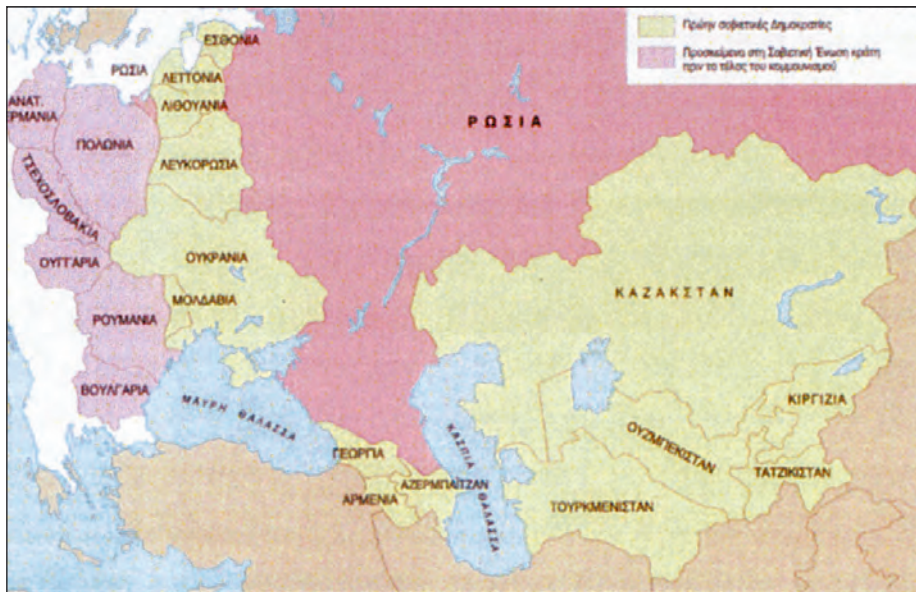 Πρώην σοβιετικές Δημοκρατίες
Προσκείμενα στη Σοβιετική Ένωση κράτη
πριν το τέλος του κομμουνισμού
ΕΣΘΟΝΙΑ
ΡΩΣΙΑ
ΛΕΤΤΟΝΙΑ
ΛΙΘΟΥΑΝΙΑ
ΑΝΑΤ.
ΕΡΜΑΝΙΑ
ΡΩΣΙΑ
ΠΟΛΩΝΙΑ
ΛΕΥΚΟΡΩΣΙΑ
ΤΣΕΧΟΣΛΟΒΑΚΙΑ
ΟΥΓΓΑΡΙΑ
ΟΥΚΡΑΝΙΑ
ΜΟΛΔΑΒΙΑ
ΚΑΖΑΚΣΤΑΝ
ΡΟΥΜΑΝΙΑ
ΒΟΥΛΓΑΡΙΑ
ΜΑΥΡΗ ΘΑΛΑΣΣΑ
ΚΙΡΓΙΖΙΑ
ΟΥΖΜΠΕΚΙΣΤΑΝ
ΓΕΩΡΓΙΑ
ΚΑΣΠΙΑ ΘΑΛΑΣΣΑ
ΤΑΤΖΙΚΙΣΤΑΝ
ΑΖΕΡΜΠΑΪΤΖΑΝ
ΑΡΜΕΝΙΑ
ΤΟΥΡΚΜΕΝΙΣΤΑΝ